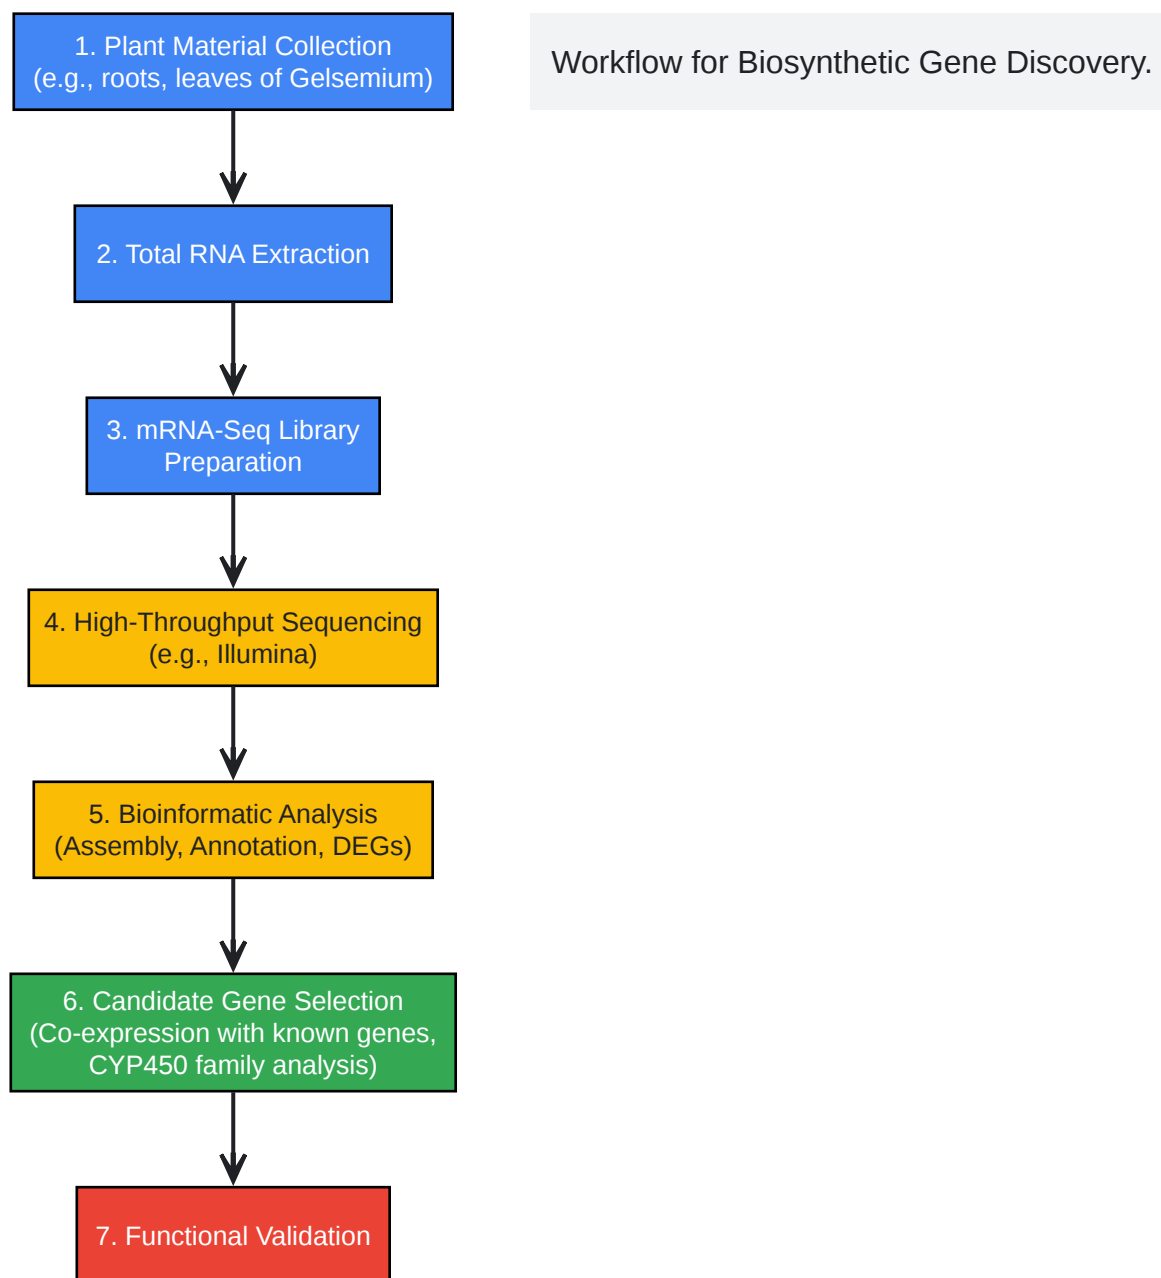 1. Plant Material Collection
(e.g., roots, leaves of Gelsemium)
Workflow for Biosynthetic Gene Discovery.
2. Total RNA Extraction
3. mRNA-Seq Library
Preparation
4. High-Throughput Sequencing
(e.g., Illumina)
5. Bioinformatic Analysis
(Assembly, Annotation, DEGs)
6. Candidate Gene Selection
(Co-expression with known genes,
CYP450 family analysis)
7. Functional Validation